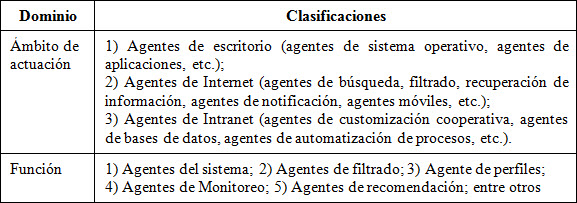 Dominio Clasificaciones
Ámbito de actuación
1) Agentes de escritorio (agentes de sistema operativo, agentes de
aplicaciones, etc.);
2) Agentes de Internet (agentes de búsqueda, filtrado, recuperación de
información, agentes de notificación, agentes móviles, etc.);
3) Agentes de Intranet (agentes de customización cooperativa, agentes
de bases de datos, agentes de automatización de procesos, etc.).
Función
1) Agentes del sistema; 2) Agentes de filtrado; 3) Agente de perfiles;
4) Agentes de Monitoreo; 5) Agentes de recomendación; entre otros